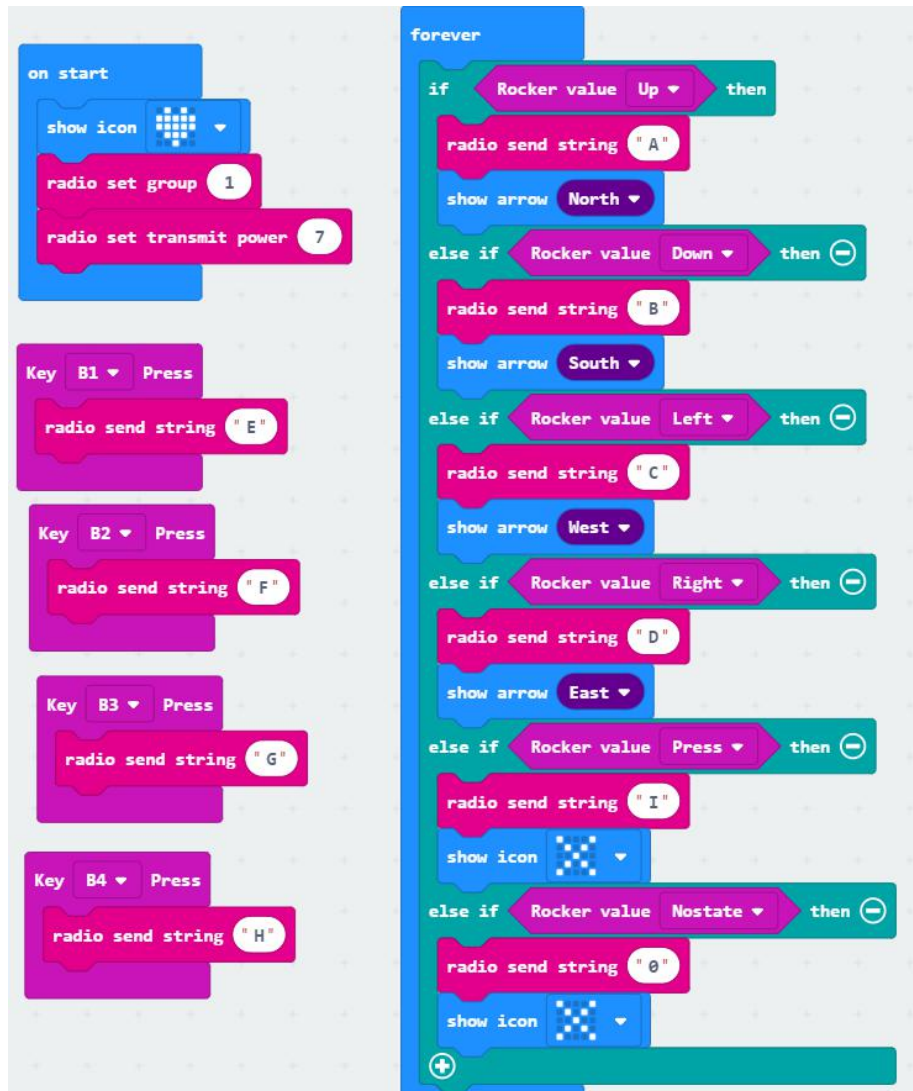 on start
show icon
radio set group 1
radio set transmit power 7
Key B1 Press
radio send string "E"
Key B2 Press
radio send string "F"
Key B3 Press
radio send string "G"
Key B4 Press
radio send string "H"
forever
if Rocker value Up then
radio send string "A"
show arrow North
else if Rocker value Down then
radio send string "B"
show arrow South
else if Rocker value Left then
radio send string "C"
show arrow West
else if Rocker value Right then
radio send string "D"
show arrow East
else if Rocker value Press then
radio send string "I"
show icon
else if Rocker value Nostate then
radio send string "0"
show icon